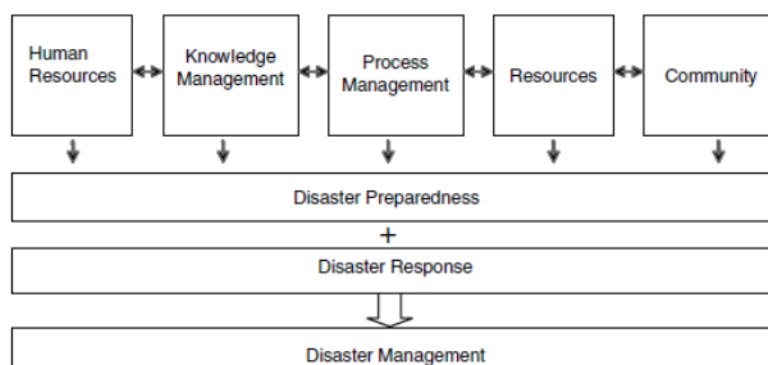 Human
Resources
Knowledge
Management
Process
Management
Resources
Community
Disaster Preparedness
+
Disaster Response
Disaster Management